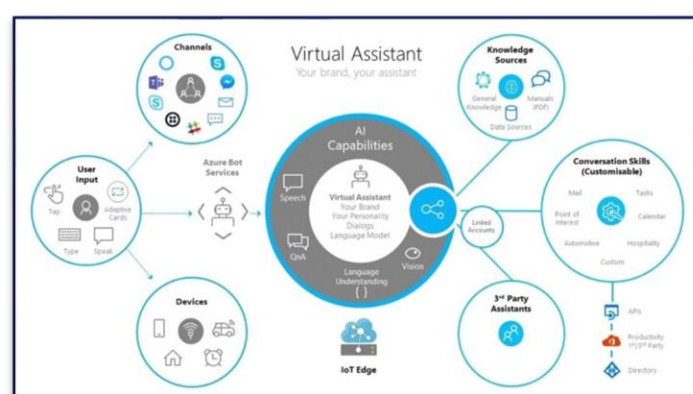 Virtual Assistant
Your brand, your assistant
Channels
User
Input
Tap
Adaptive
Cards
Type
Speak
Devices
Azure Bot
Services
AI
Capabilities
Speech
QnA
Language
Understanding
{ }
Vision
Virtual Assistant
Your Brand
Your Personality
Dialogs
Language Model
IoT Edge
Knowledge
Sources
General
Knowledge
Manuals
(PDF)
Data Sources
Linked
Accounts
Conversation Skills
(Customisable)
Mail
Tasks
Point of
Interest
Calendar
Automotive
Hospitality
Custom
3rd Party
Assistants
APIs
Productivity
1st/3rd Party
Directory